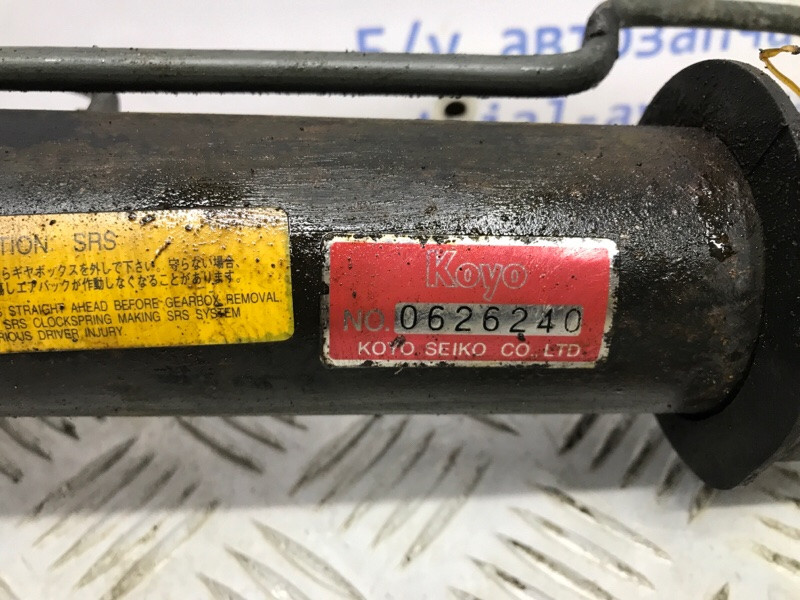 Б/у автозапча
TION SRS
らギヤボックスを外して下さい 守らない場合
しエアバックが作動しなくなることがあります.
STRAIGHT AHEAD BEFORE GEARBOX REMOVAL
SRS CLOCKSPRING MAKING SRS SYSTEM
RIOUS DRIVER INJURY.
Koyo
NO. 0626240
KOYO SEIKO CO., LTD.